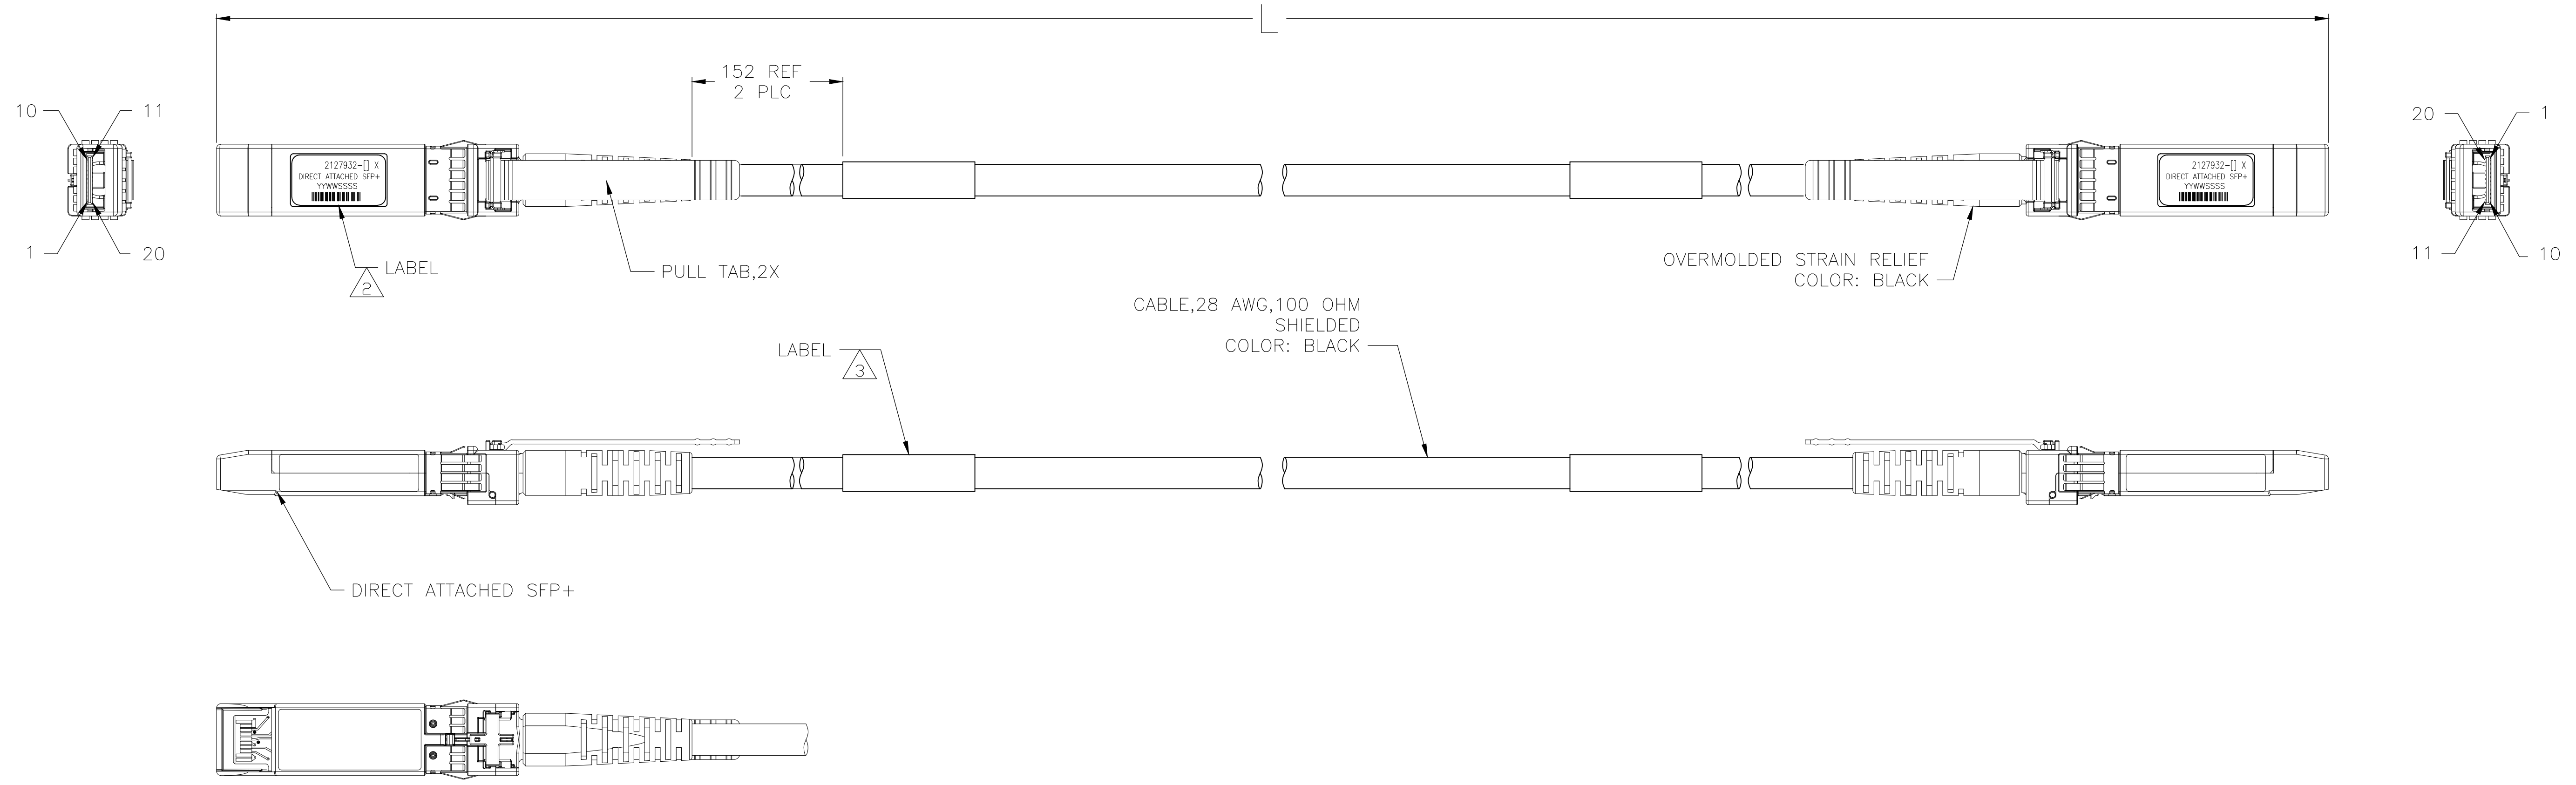 L
152 REF
2 PLC
10
11
20
1
2127932-[] X
DIRECT ATTACHED SFP+
YYWWSSSS
2127932-[] X
DIRECT ATTACHED SFP+
YYWWSSSS
1
20
11
10
LABEL
2
PULL TAB,2X
OVERMOLDED STRAIN RELIEF
COLOR: BLACK
CABLE,28 AWG,100 OHM
SHIELDED
COLOR: BLACK
LABEL
3
DIRECT ATTACHED SFP+